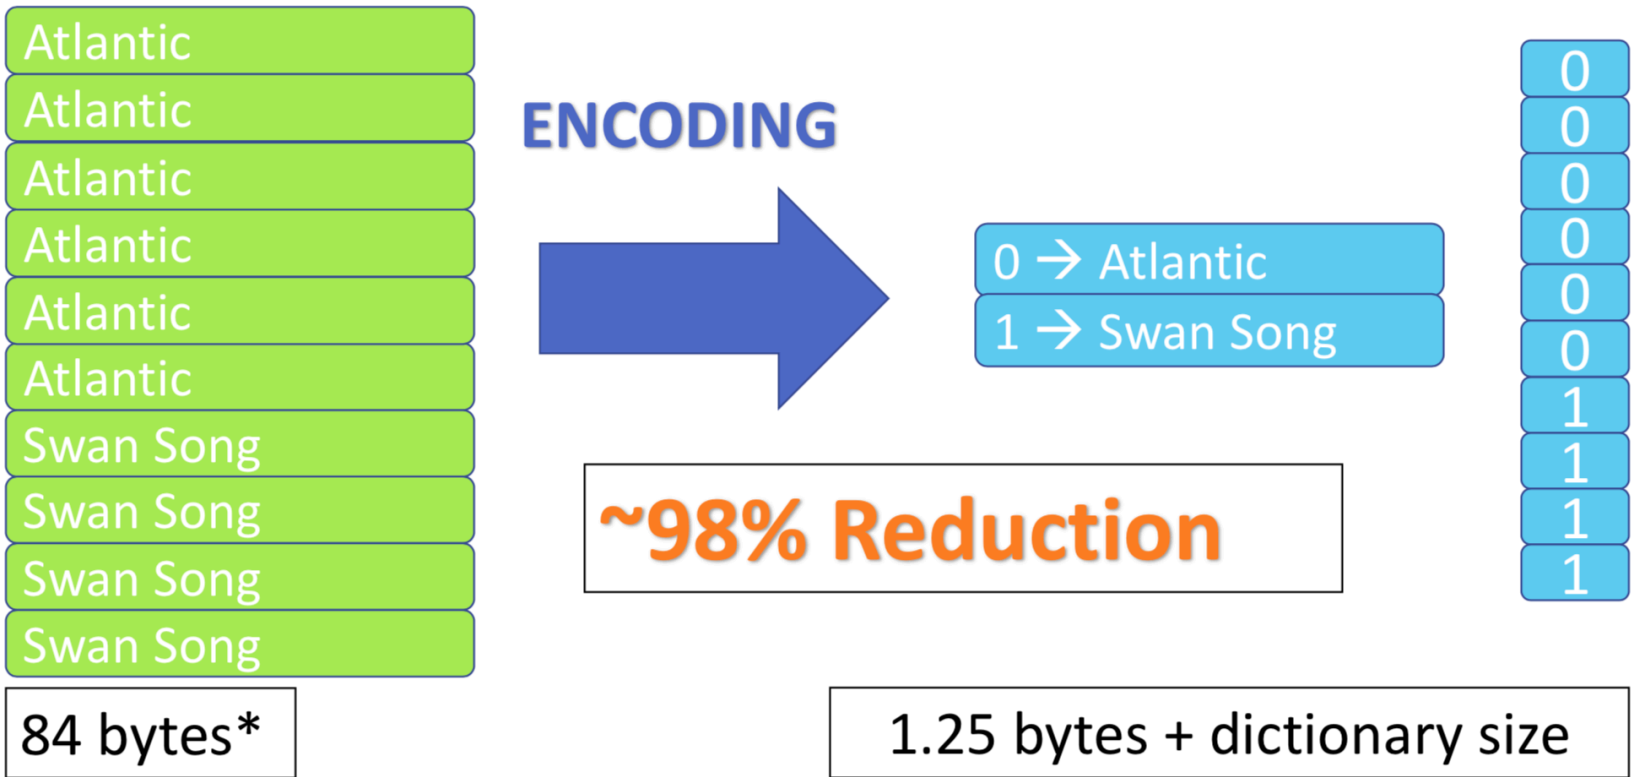 Atlantic
Atlantic
Atlantic
Atlantic
Atlantic
Atlantic
Swan Song
Swan Song
Swan Song
Swan Song
84 bytes*
ENCODING
0 → Atlantic
1 → Swan Song
~98% Reduction
0
0
0
0
0
0
1
1
1
1
1.25 bytes + dictionary size